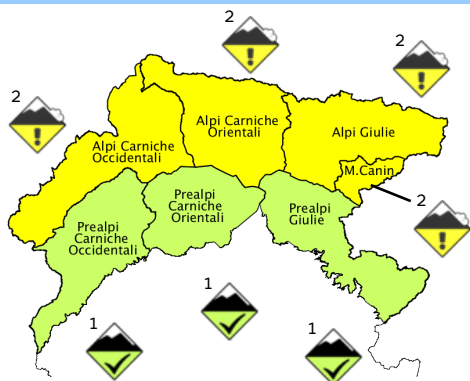 2
2
2
Alpi Carniche
Orientali
Alpi Giulie
Alpi Carniche
Occidentali
M.Canin
2
Prealpi
Carniche
Orientali
Prealpi
Giulie
Prealpi
Carniche
Occidentali
1
1
1